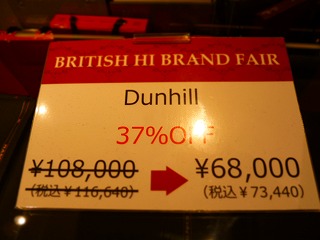 BRITISH HI BRAND FAIR
Dunhill
37%OFF
¥108,000
(税込¥116,640)
¥68,000
(税込¥73,440)